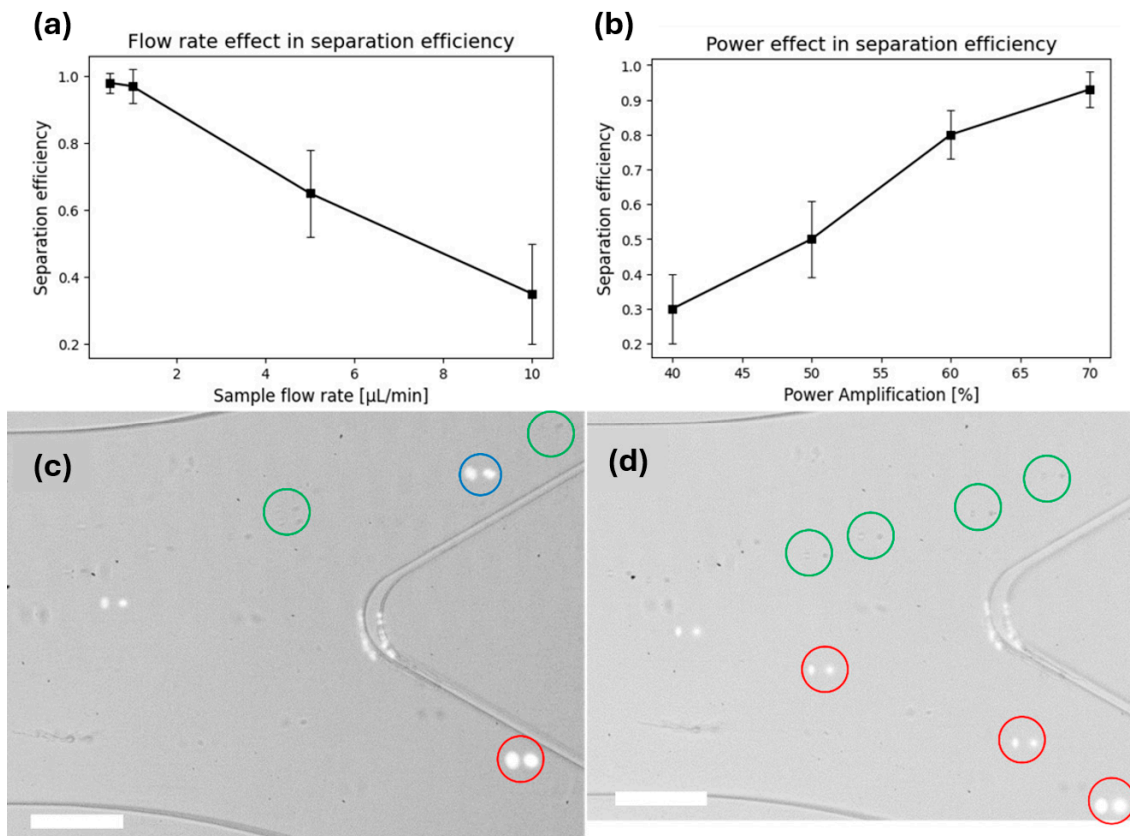 (a)
Flow rate effect in separation efficiency
1.0
0.8
0.6
0.4
0.2
Separation efficiency
2
4
6
8
10
Sample flow rate [μL/min]
(b)
Power effect in separation efficiency
1.0
0.9
0.8
0.7
0.6
0.5
0.4
0.3
0.2
Separation efficiency
40
45
50
55
60
65
70
Power Amplification [%]
(c)
(d)